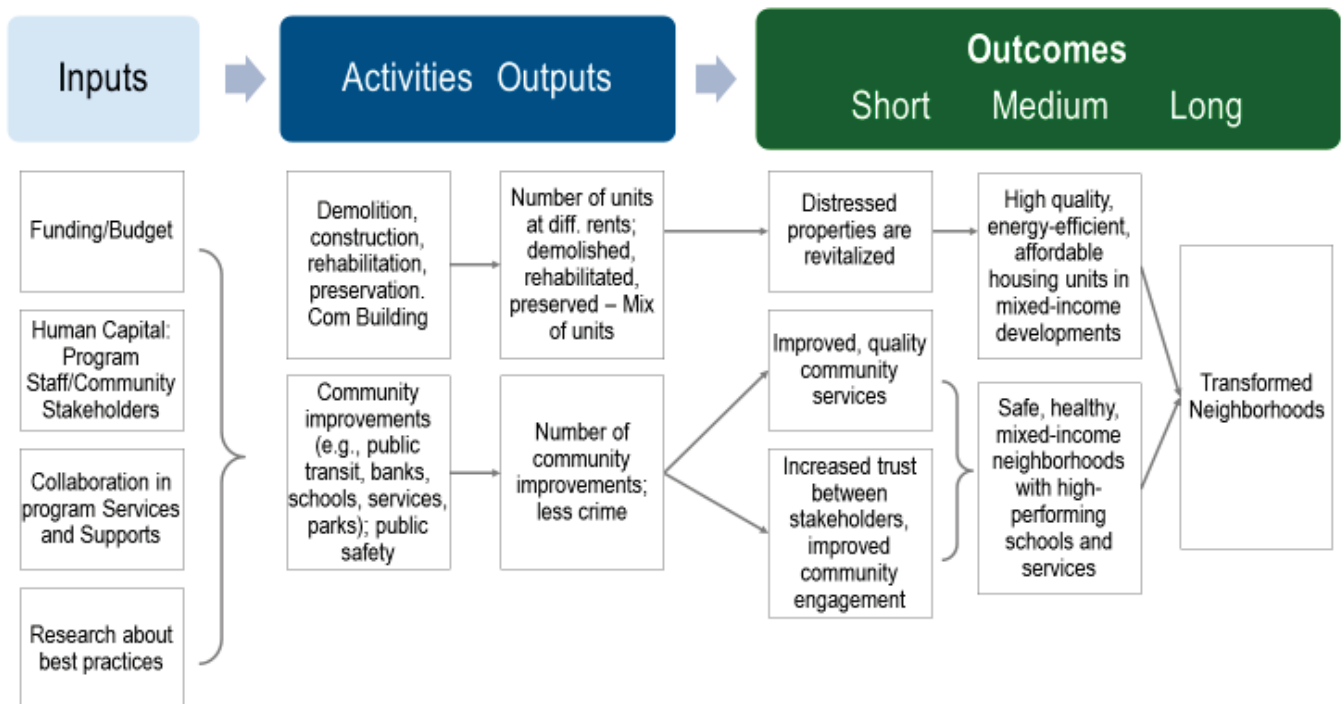 Inputs
Activities Outputs
Outcomes
Short Medium Long
Funding/Budget
Human Capital:
Program
Staff/Community
Stakeholders
Collaboration in
program Services
and Supports
Research about
best practices
Demolition,
construction,
rehabilitation,
preservation.
Com Building
Community
improvements
(e.g., public
transit, banks,
schools, services,
parks); public
safety
Number of units
at diff. rents;
demolished,
rehabilitated,
preserved – Mix
of units
Number of
community
improvements;
less crime
Distressed
properties are
revitalized
Improved, quality
community
services
Increased trust
between
stakeholders,
improved
community
engagement
High quality,
energy-efficient,
affordable
housing units in
mixed-income
developments
Safe, healthy,
mixed-income
neighborhoods
with high-
performing
schools and
services
Transformed
Neighborhoods